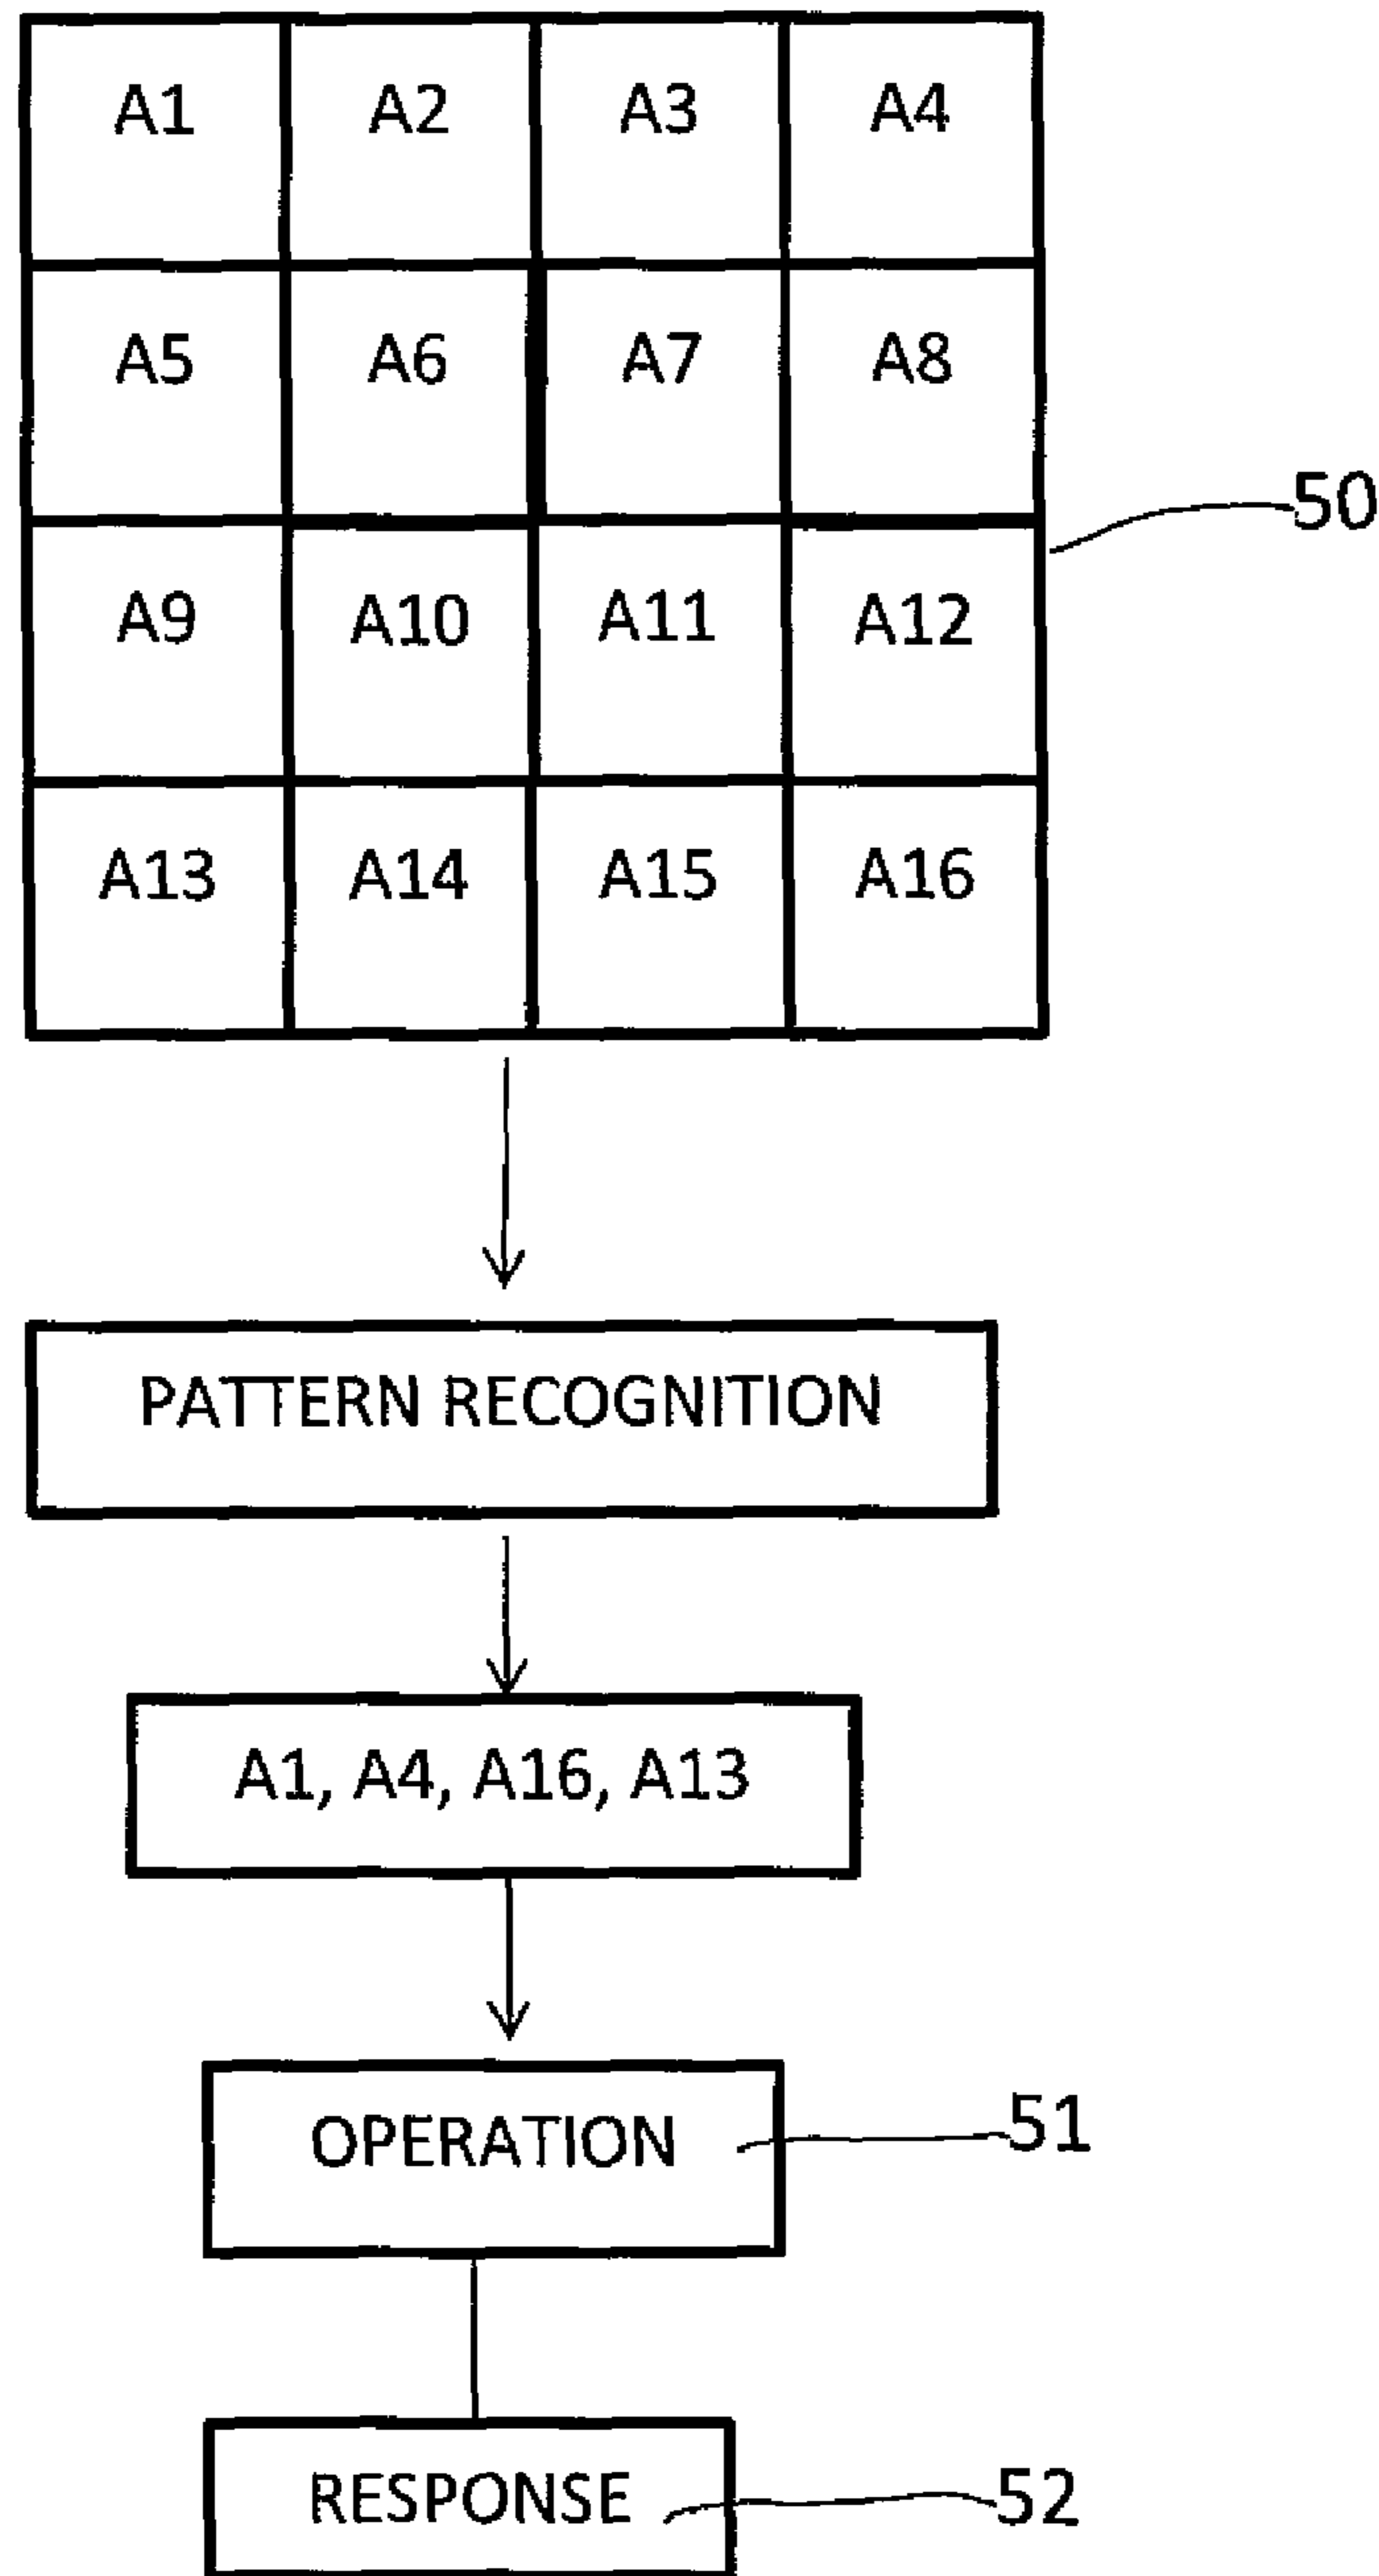 A1 A2 A3 A4
A5 A6 A7 A8
50
A9 A10 A11 A12
A13 A14 A15 A16
PATTERN RECOGNITION
A1, A4, A16, A13
OPERATION
51
RESPONSE
52